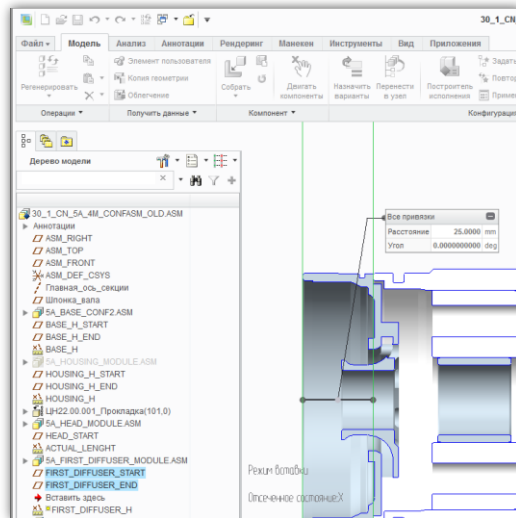 30_1_CN_
Файл
Модель
Анализ
Аннотации
Рендеринг
Манекен
Инструменты
Вид
Приложения
Регенерировать
Элемент пользователя
Копия геометрии
Облегчение
Собрать
Двигать
компоненты
Назначить
варианты
Перенести
в узел
Построитель
исполнения
Задать
Повтор
Приме
Операции
Получить данные
Компонент
Конфигурац
Дерево модели
30_1_CN_5A_4M_CONFASM_OLD.ASM
Аннотации
ASM_RIGHT
ASM_TOP
ASM_FRONT
ASM_DEF_CSYS
Главная_ось_секции
Шпонка_вала
5A_BASE_CONF2.ASM
BASE_H_START
BASE_H_END
BASE_H
5A_HOUSING_MODULE.ASM
HOUSING_H_START
HOUSING_H_END
HOUSING_H
ЦН22.00.001_Прокладка(101,0)
5A_HEAD_MODULE.ASM
HEAD_START
ACTUAL_LENGHT
5A_FIRST_DIFFUSER_MODULE.ASM
FIRST_DIFFUSER_START
FIRST_DIFFUSER_END
Вставить здесь
FIRST_DIFFUSER_H
Все привязки
Расстояние 25.0000 mm
Угол 0.0000000000 deg
Режим вставки
Отсеченное состояние:X